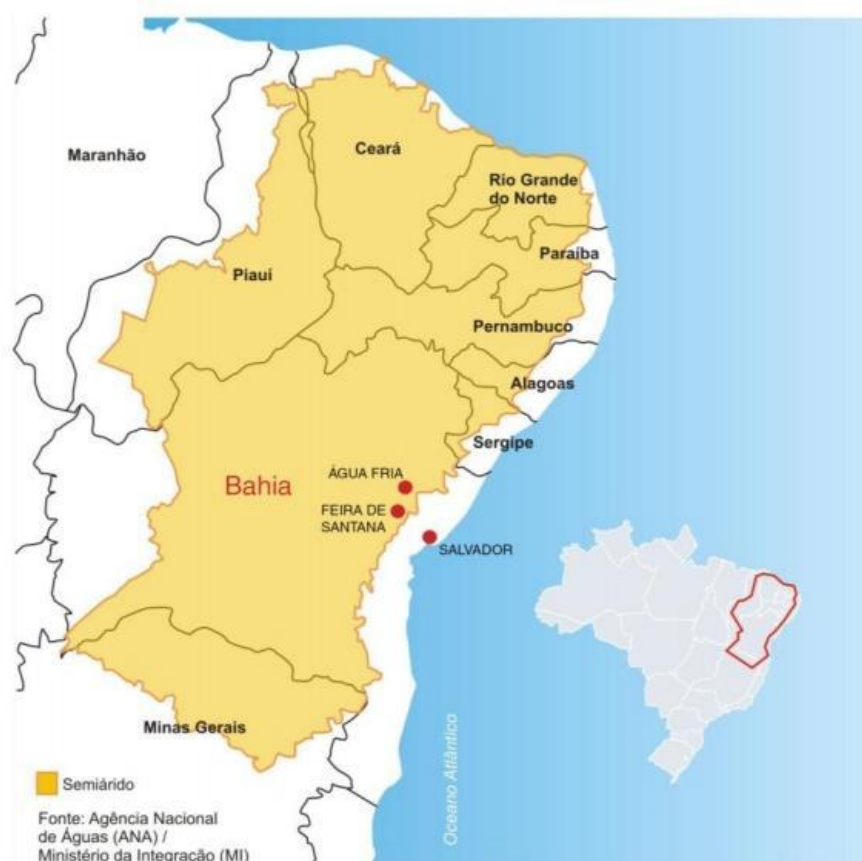 Maranhão
Ceará
Rio Grande
do Norte
Paraíba
Piauí
Pernambuco
Alagoas
Sergipe
ÁGUA FRIA
Bahia
FEIRA DE
SANTANA
SALVADOR
Minas Gerais
Oceano Atlântico
Semiárido
Fonte: Agência Nacional
de Águas (ANA) /
Ministério da Integração (MI)